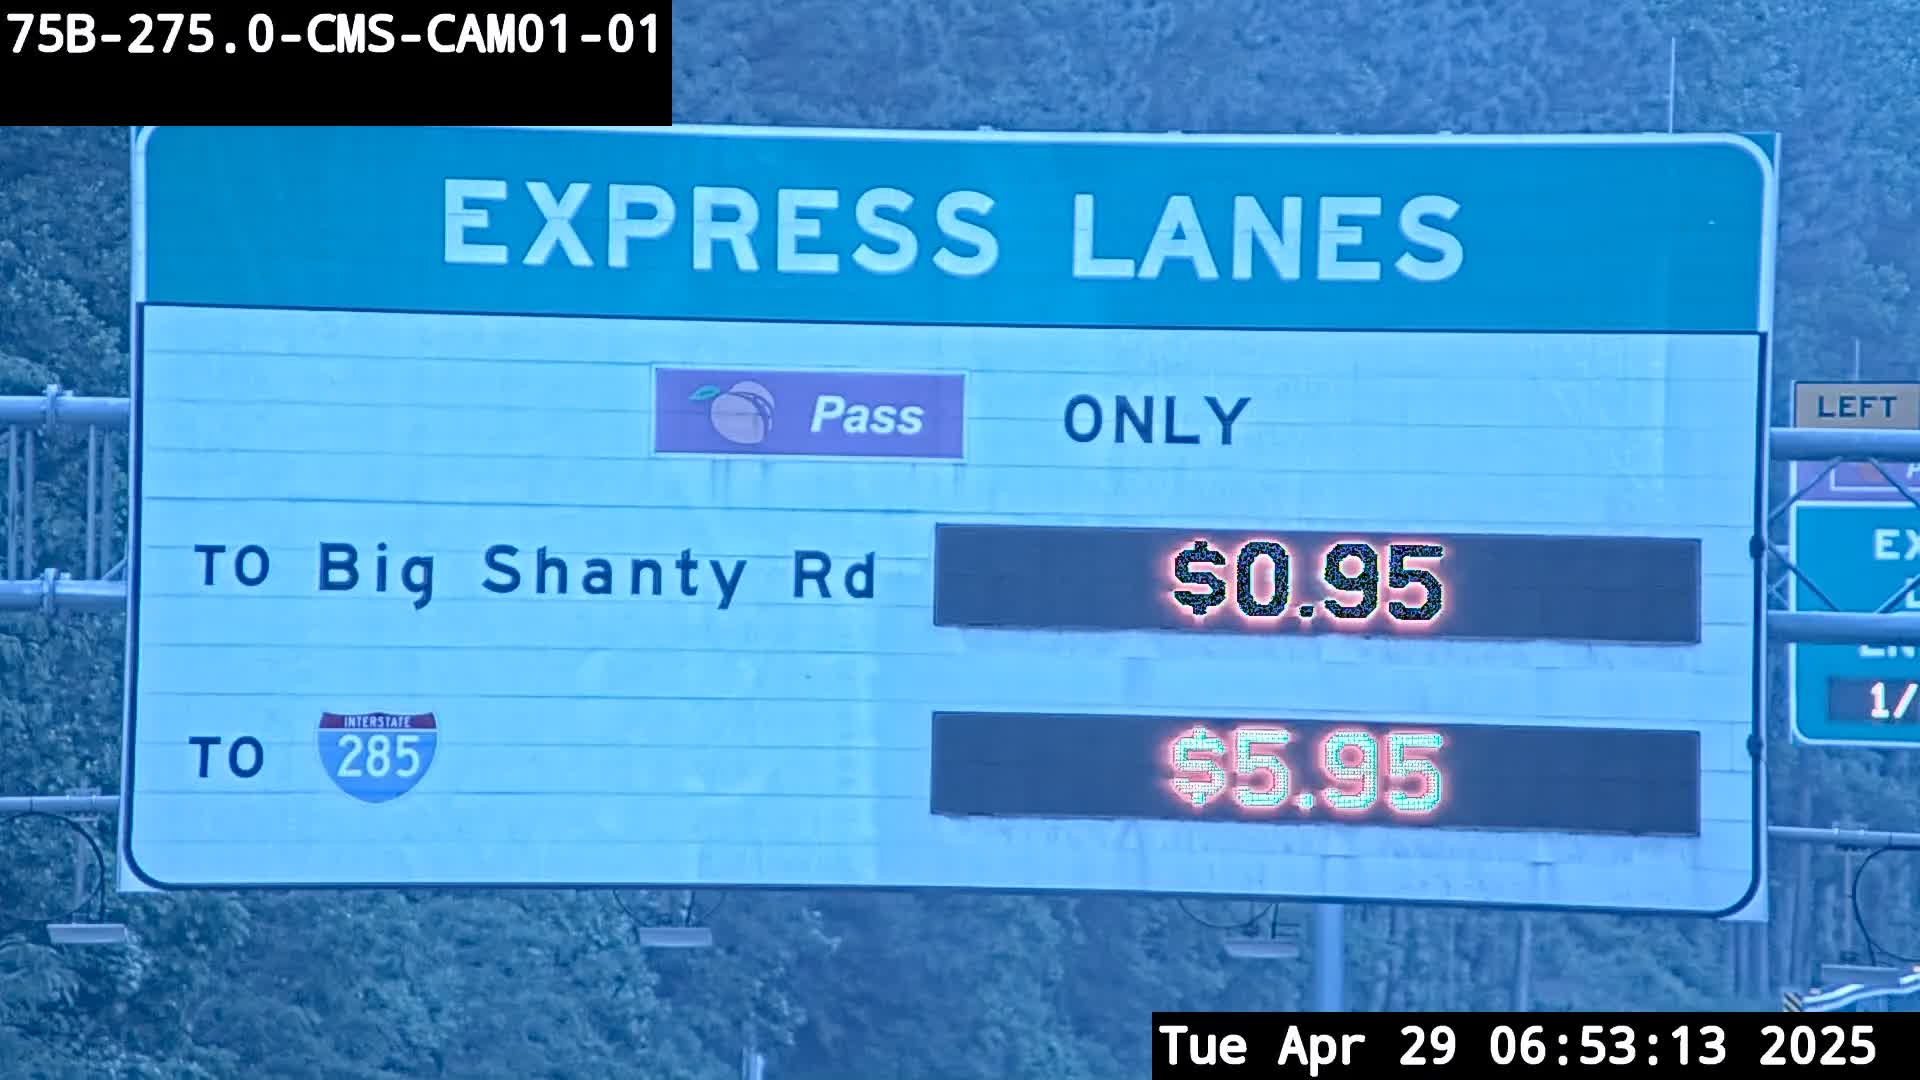 75B-275.0-CMS-CAM01-01
EXPRESS LANES
Pass ONLY
TO Big Shanty Rd $0.95
TO INTERSTATE 285 $5.95
LEFT
1/
Tue Apr 29 06:53:13 2025